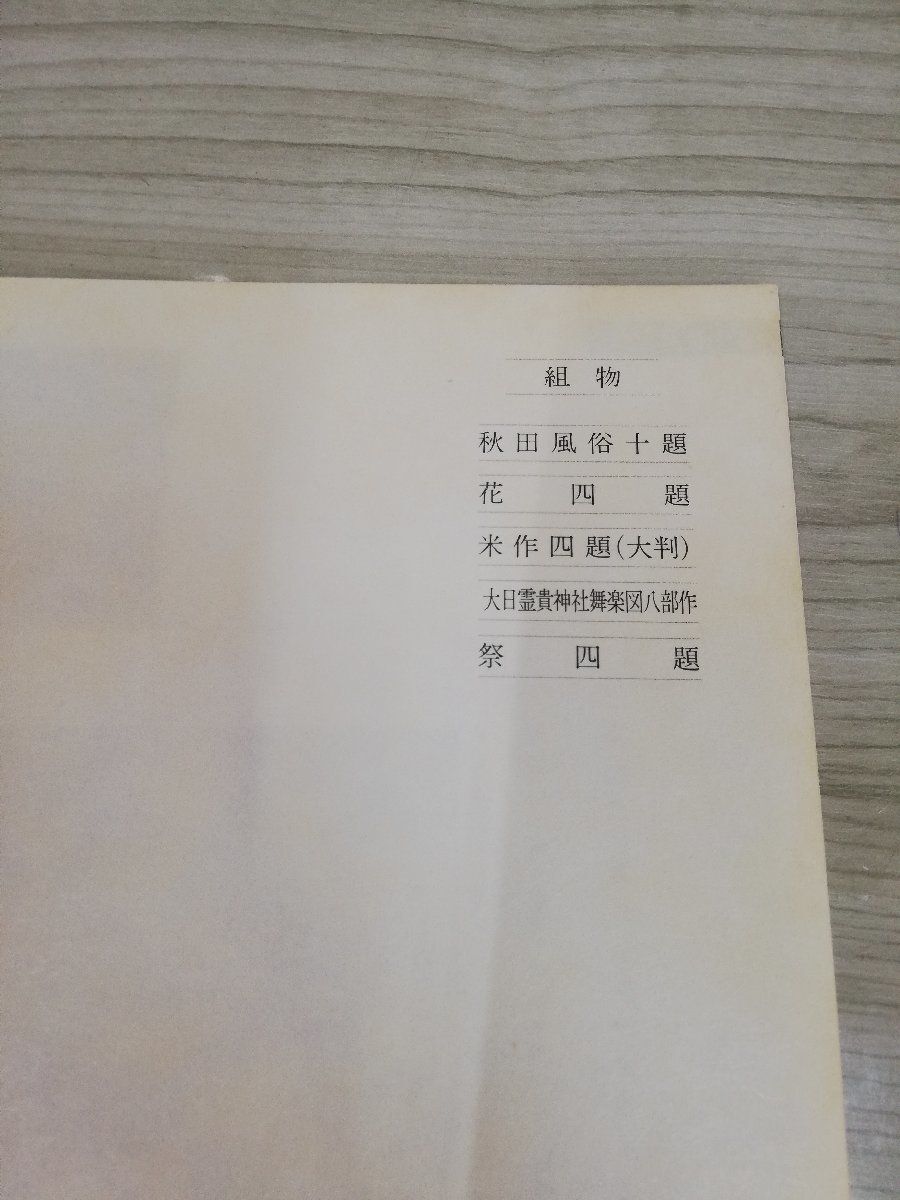 組物
秋田風俗十題
花四題
米作四題(大判)
大日霊貴神社舞楽図八部作
祭四題